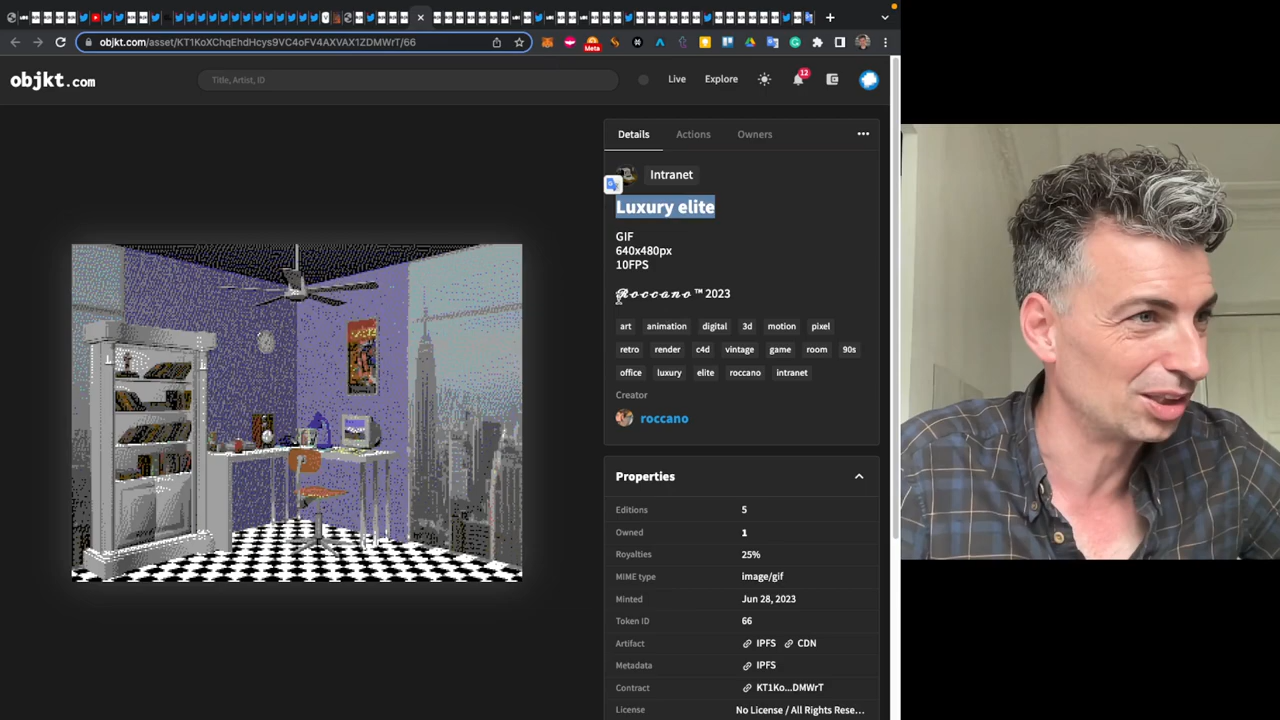 objkt.com/asset/KT1KoXChqEhdHcys9VC4oFV4AXVAX1ZDMWrT/66
Meta
objkt.com
Title, Artist, ID
Live
Explore
12
Details
Actions
Owners
Intranet
Luxury elite
GIF
640x480px
10FPS
𝓡𝓸𝓬𝓬𝓪𝓷𝓸 ™ 2023
art animation digital 3d motion pixel
retro render c4d vintage game room 90s
office luxury elite roccano intranet
Creator
roccano
Properties
Editions 5
Owned 1
Royalties 25%
MIME type image/gif
Minted Jun 28, 2023
Token ID 66
Artifact IPFS CDN
Metadata IPFS
Contract KT1Ko...DMWrT
License No License / All Rights Rese...